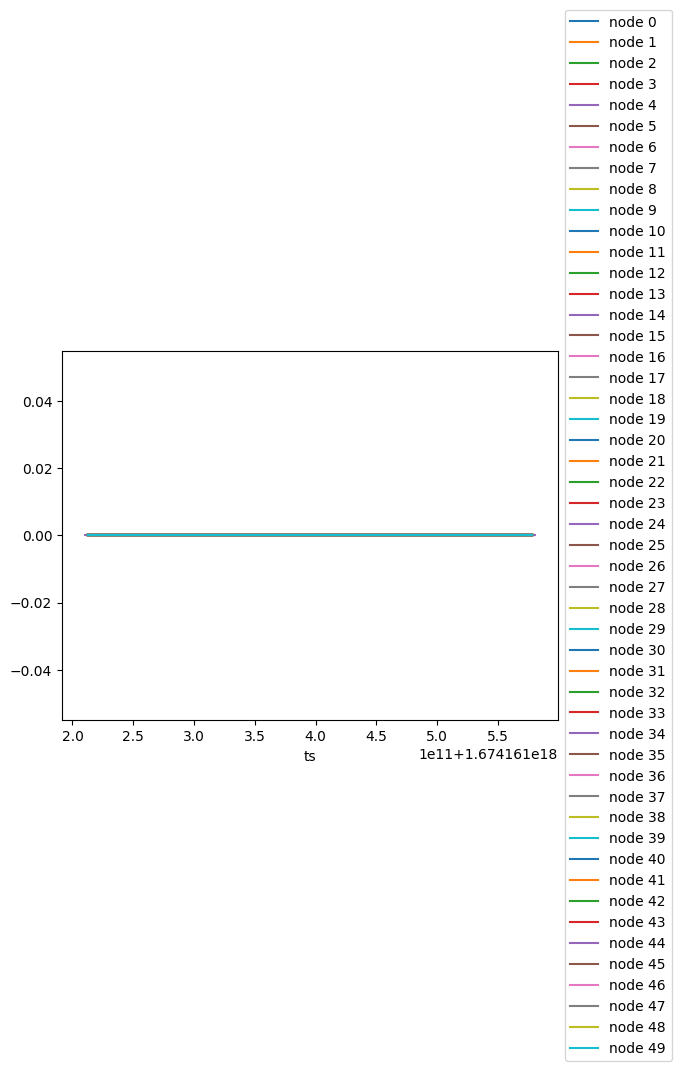 0.04
0.02
0.00
−0.02
−0.04
2.0 2.5 3.0 3.5 4.0 4.5 5.0 5.5
ts
1e11+1.674161e18
node 0
node 1
node 2
node 3
node 4
node 5
node 6
node 7
node 8
node 9
node 10
node 11
node 12
node 13
node 14
node 15
node 16
node 17
node 18
node 19
node 20
node 21
node 22
node 23
node 24
node 25
node 26
node 27
node 28
node 29
node 30
node 31
node 32
node 33
node 34
node 35
node 36
node 37
node 38
node 39
node 40
node 41
node 42
node 43
node 44
node 45
node 46
node 47
node 48
node 49